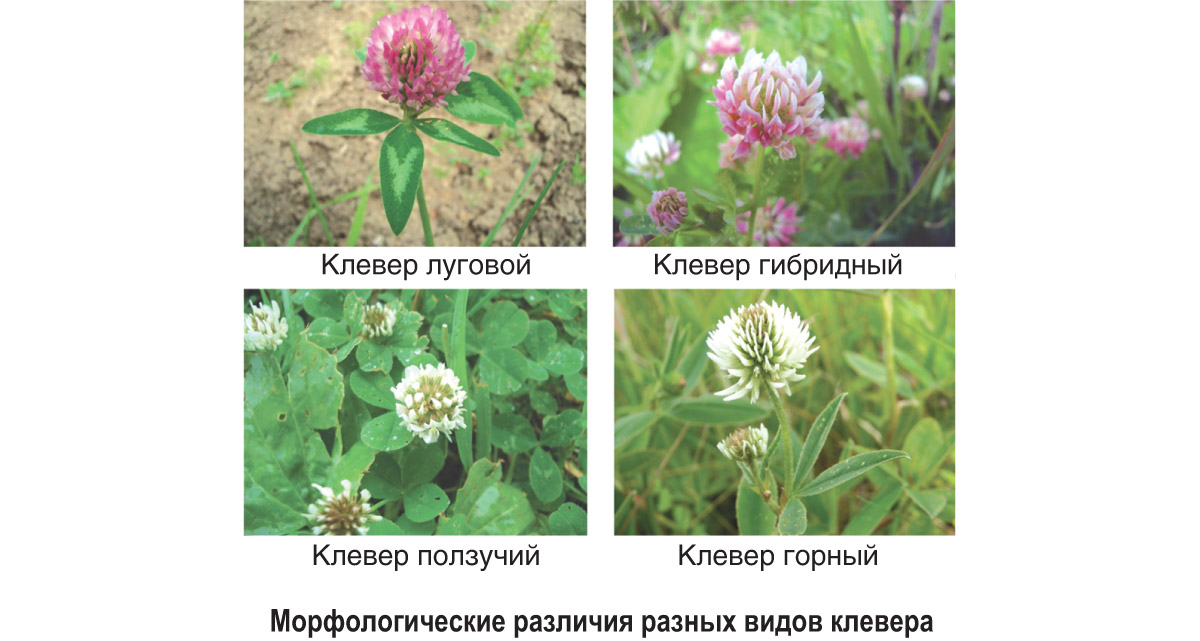 Клевер луговой
Клевер гибридный
Клевер ползучий
Клевер горный
Морфологические различия разных видов клевера